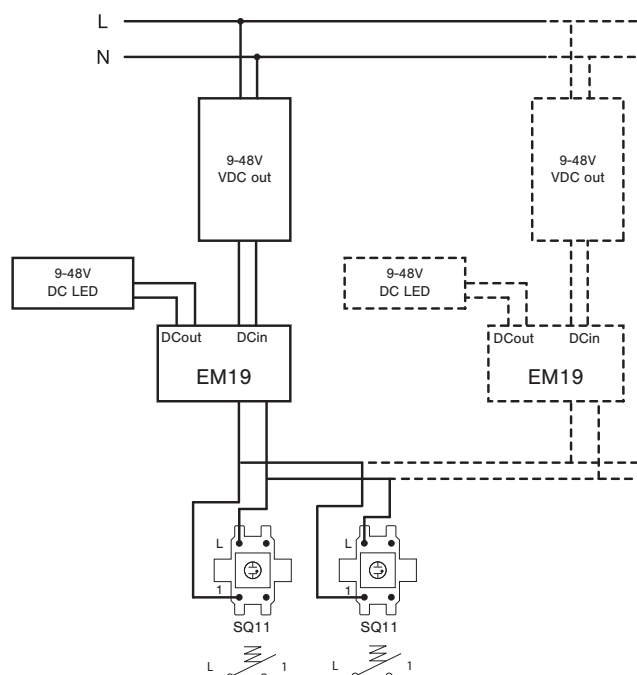 L
N
9-48V
VDC out
9-48V
VDC out
9-48V
DC LED
9-48V
DC LED
DCout DCin
EM19
DCout DCin
EM19
L
1
SQ11
L
1
SQ11
L 1
L 1